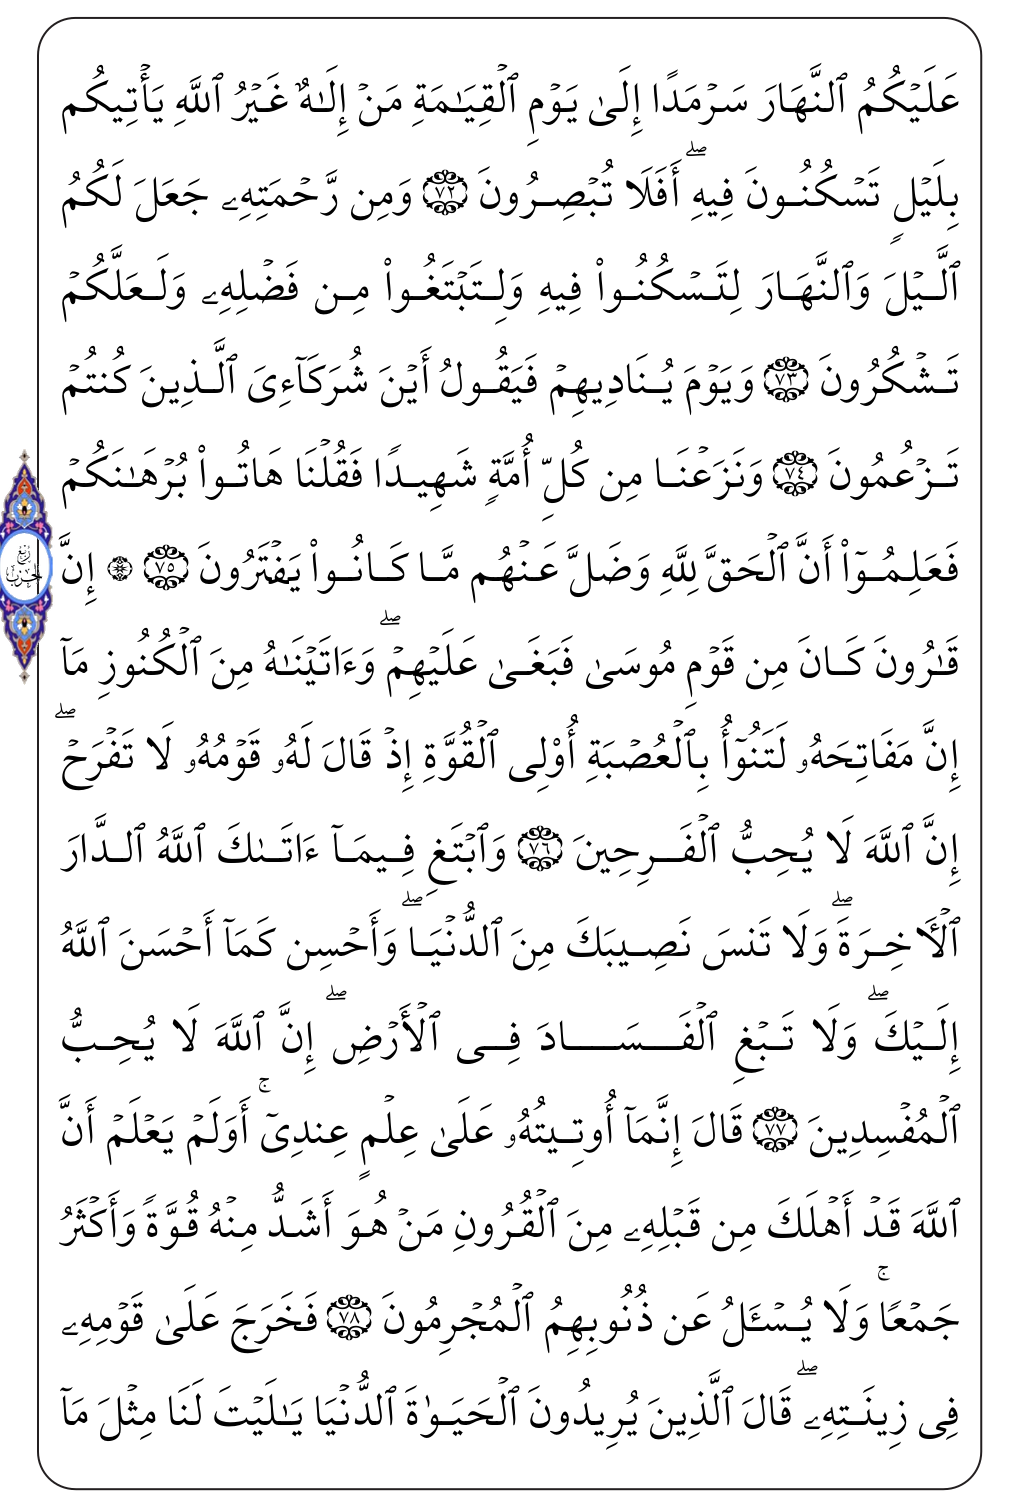 عَلَيۡكُمُ ٱلنَّهَارَ سَرۡمَدًا إِلَىٰ يَوۡمِ ٱلۡقِيَٰمَةِ مَنۡ إِلَٰهٌ غَيۡرُ ٱللَّهِ يَأۡتِيكُم
بِلَيۡلٖ تَسۡكُنُونَ فِيهِۖ أَفَلَا تُبۡصِرُونَ ٧٢ وَمِن رَّحۡمَتِهِۦ جَعَلَ لَكُمُ
ٱلَّيۡلَ وَٱلنَّهَارَ لِتَسۡكُنُواْ فِيهِ وَلِتَبۡتَغُواْ مِن فَضۡلِهِۦ وَلَعَلَّكُمۡ
تَشۡكُرُونَ ٧٣ وَيَوۡمَ يُنَادِيهِمۡ فَيَقُولُ أَيۡنَ شُرَكَآءِيَ ٱلَّذِينَ كُنتُمۡ
تَزۡعُمُونَ ٧٤ وَنَزَعۡنَا مِن كُلِّ أُمَّةٖ شَهِيدٗا فَقُلۡنَا هَاتُواْ بُرۡهَٰنَكُمۡ
فَعَلِمُوٓاْ أَنَّ ٱلۡحَقَّ لِلَّهِ وَضَلَّ عَنۡهُم مَّا كَانُواْ يَفۡتَرُونَ ٧٥ ۞ إِنَّ
رُبْعُ
الحِزْبِ
قَٰرُونَ كَانَ مِن قَوۡمِ مُوسَىٰ فَبَغَىٰ عَلَيۡهِمۡۖ وَءَاتَيۡنَٰهُ مِنَ ٱلۡكُنُوزِ مَآ
إِنَّ مَفَاتِحَهُۥ لَتَنُوٓأُ بِٱلۡعُصۡبَةِ أُوْلِي ٱلۡقُوَّةِ إِذۡ قَالَ لَهُۥ قَوۡمُهُۥ لَا تَفۡرَحۡۖ
إِنَّ ٱللَّهَ لَا يُحِبُّ ٱلۡفَرِحِينَ ٧٦ وَٱبۡتَغِ فِيمَآ ءَاتَىٰكَ ٱللَّهُ ٱلدَّارَ
ٱلۡأٓخِرَةَۖ وَلَا تَنسَ نَصِيبَكَ مِنَ ٱلدُّنۡيَاۖ وَأَحۡسِن كَمَآ أَحۡسَنَ ٱللَّهُ
إِلَيۡكَۖ وَلَا تَبۡغِ ٱلۡفَسَادَ فِي ٱلۡأَرۡضِۖ إِنَّ ٱللَّهَ لَا يُحِبُّ
ٱلۡمُفۡسِدِينَ ٧٧ قَالَ إِنَّمَآ أُوتِيتُهُۥ عَلَىٰ عِلۡمٍ عِندِيٓۚ أَوَلَمۡ يَعۡلَمۡ أَنَّ
ٱللَّهَ قَدۡ أَهۡلَكَ مِن قَبۡلِهِۦ مِنَ ٱلۡقُرُونِ مَنۡ هُوَ أَشَدُّ مِنۡهُ قُوَّةٗ وَأَكۡثَرُ
جَمۡعٗاۚ وَلَا يُسۡـَٔلُ عَن ذُنُوبِهِمُ ٱلۡمُجۡرِمُونَ ٧٨ فَخَرَجَ عَلَىٰ قَوۡمِهِۦ
فِي زِينَتِهِۦۖ قَالَ ٱلَّذِينَ يُرِيدُونَ ٱلۡحَيَوٰةَ ٱلدُّنۡيَا يَٰلَيۡتَ لَنَا مِثۡلَ مَآ